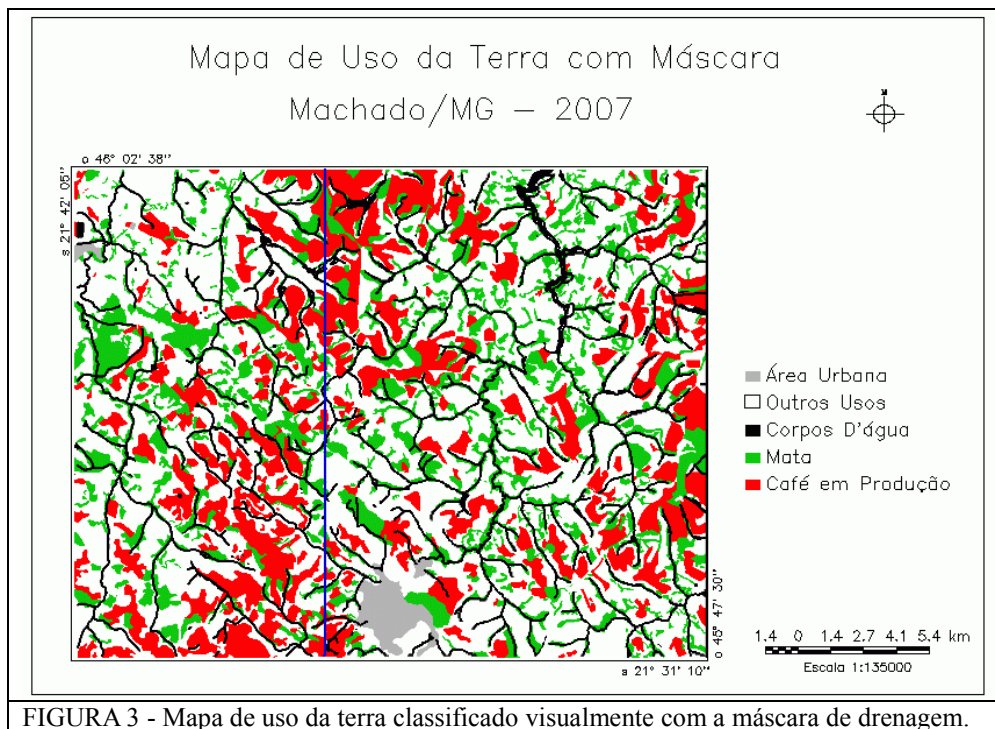 Mapa de Uso da Terra com Máscara
Machado/MG – 2007
o 46° 02' 38''
s 21° 42' 05''
Área Urbana
Outros Usos
Corpos D'água
Mata
Café em Produção
o 45° 47' 30''
s 21° 31' 10''
1.4 0 1.4 2.7 4.1 5.4 km
Escala 1:135000
FIGURA 3 - Mapa de uso da terra classificado visualmente com a máscara de drenagem.